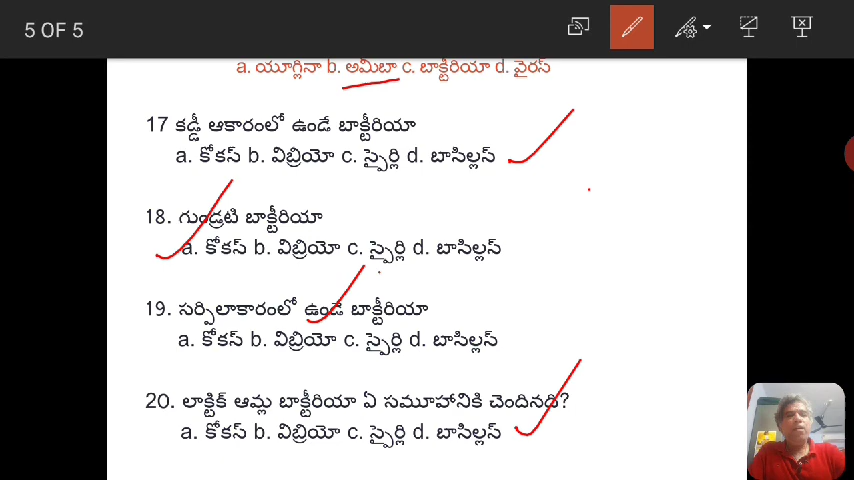 5 OF 5
a. యూగ్లినా b. అమీబా c. బాక్టీరియా d. వైరస్
17 కడ్డీ ఆకారంలో ఉండే బాక్టీరియా
a. కోకస్ b. విబ్రియో c. స్పైర్లి d. బాసిల్లస్
18. గుండ్రటి బాక్టీరియా
a. కోకస్ b. విబ్రియో c. స్పైర్లి d. బాసిల్లస్
19. సర్పిలాకారంలో ఉండే బాక్టీరియా
a. కోకస్ b. విబ్రియో c. స్పైర్లి d. బాసిల్లస్
20. లాక్టిక్ ఆమ్ల బాక్టీరియా ఏ సమూహానికి చెందినది?
a. కోకస్ b. విబ్రియో c. స్పైర్లి d. బాసిల్లస్